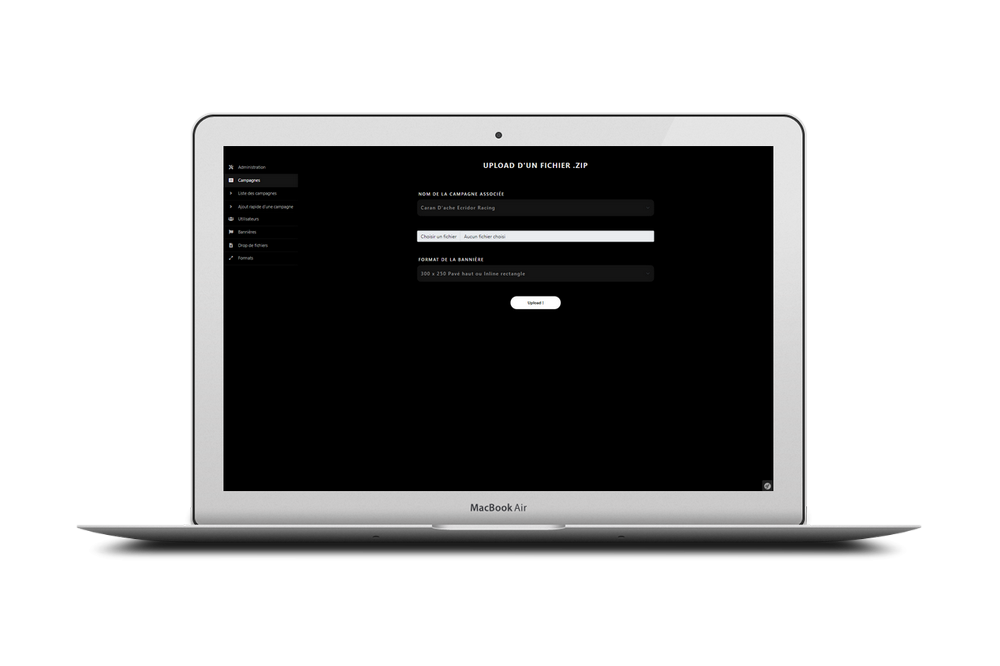 Administration
Campagnes
Liste des campagnes
Ajout rapide d'une campagne
Utilisateurs
Bannières
Drop de fichiers
Formats
UPLOAD D'UN FICHIER .ZIP
NOM DE LA CAMPAGNE ASSOCIÉE
Caran D'ache Ecridor Racing
Choisir un fichier Aucun fichier choisi
FORMAT DE LA BANNIÈRE
300 x 250 Pavé haut ou Inline rectangle
Upload !
MacBook Air